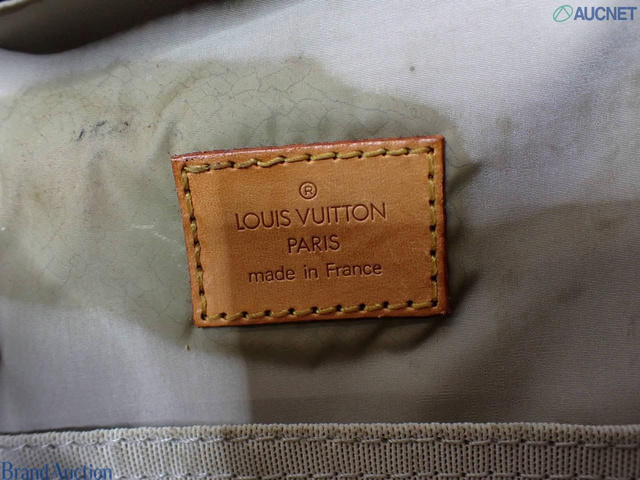 AUCNET
®
LOUIS VUITTON
PARIS
made in France
Brand Auction